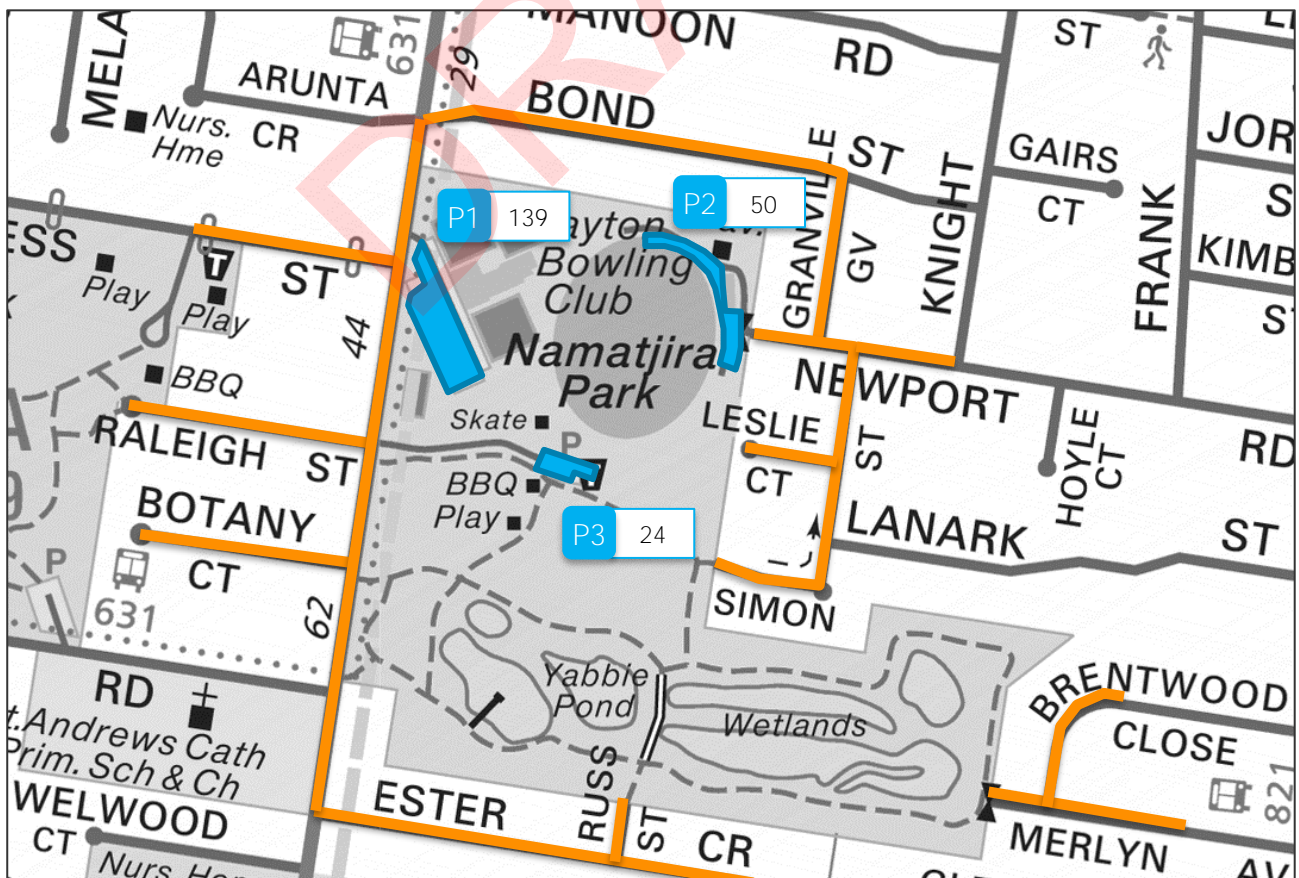 MANOON
RD
ST
MELA
631
29
ARUNTA
CR
Nurs.
Hme
BOND
ST
GRANVILLE
GV
KNIGHT
GAIRS
CT
FRANK
JOR
S
KIMB
ST
DRA
P1 139
P2 50
ayton
Bowling
Club
Namatjira
Park
ESS
Play
T
Play
ST
44
BBQ
RALEIGH
ST
BOTANY
CT
631
62
P
Skate
P
BBQ
Play
P3 24
LESLIE
CT
NEWPORT
RD
ST
HOYLE
CT
LANARK
ST
SIMON
Yabbie
Pond
Wetlands
BRENTWOOD
CLOSE
821
MERLYN
AV
RD
t.Andrews Cath
Prim. Sch & Ch
WELWOOD
CT
Nurs. Hom
ESTER
CR
RUSS
ST